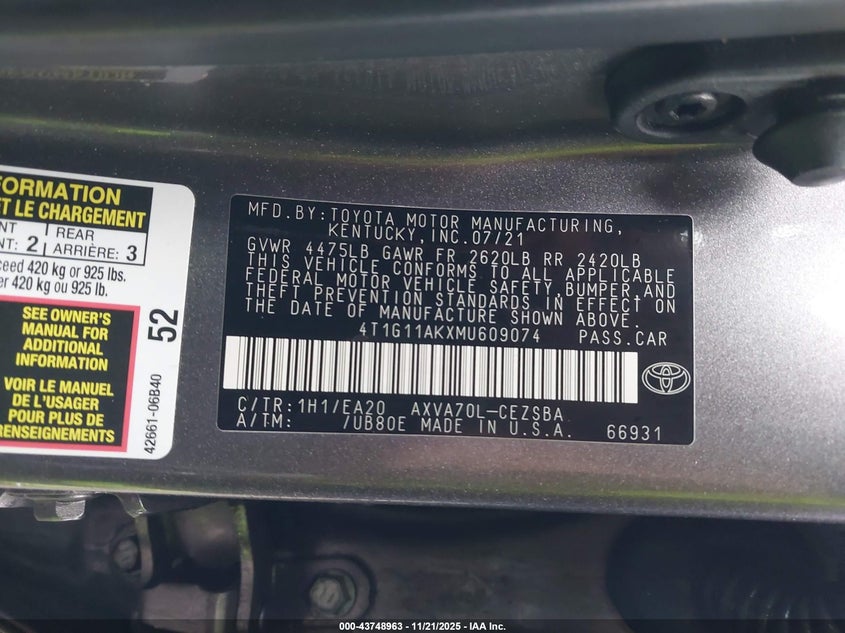 FORMATION
ET LE CHARGEMENT
NT: 2 REAR
ARRIÈRE: 3
ceed 420 kg or 925 lbs.
er 420 kg ou 925 lb.
SEE OWNER'S
MANUAL FOR
ADDITIONAL
INFORMATION
VOIR LE MANUEL
DE L'USAGER
POUR PLUS DE
RENSEIGNEMENTS
52
42661-06B40
MFD.BY:TOYOTA MOTOR MANUFACTURING,
KENTUCKY, INC.07/21
GVWR 4475LB GAWR FR 2620LB RR 2420LB
THIS VEHICLE CONFORMS TO ALL APPLICABLE
FEDERAL MOTOR VEHICLE SAFETY,BUMPER AND
THEFT PREVENTION STANDARDS IN EFFECT ON
THE DATE OF MANUFACTURE SHOWN ABOVE.
4T1G11AKXMU609074 PASS.CAR
C/TR:1H1/EA20 AXVA70L-CEZSBA
A/TM: /UB80E MADE IN U.S.A. 66931
000-43748963 — 11/21/2025 — IAA Inc.